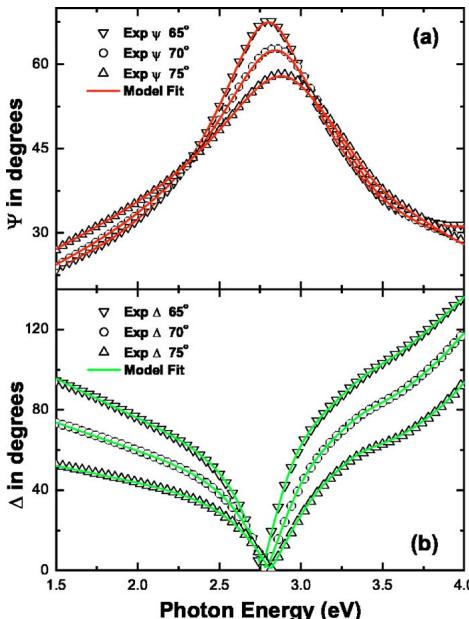 (a)
Exp ψ 65°
Exp ψ 70°
Exp ψ 75°
Model Fit
60
45
30
Ψ in degrees
(b)
Exp Δ 65°
Exp Δ 70°
Exp Δ 75°
Model Fit
120
80
40
0
Δ in degrees
1.5 2.0 2.5 3.0 3.5 4.0
Photon Energy (eV)